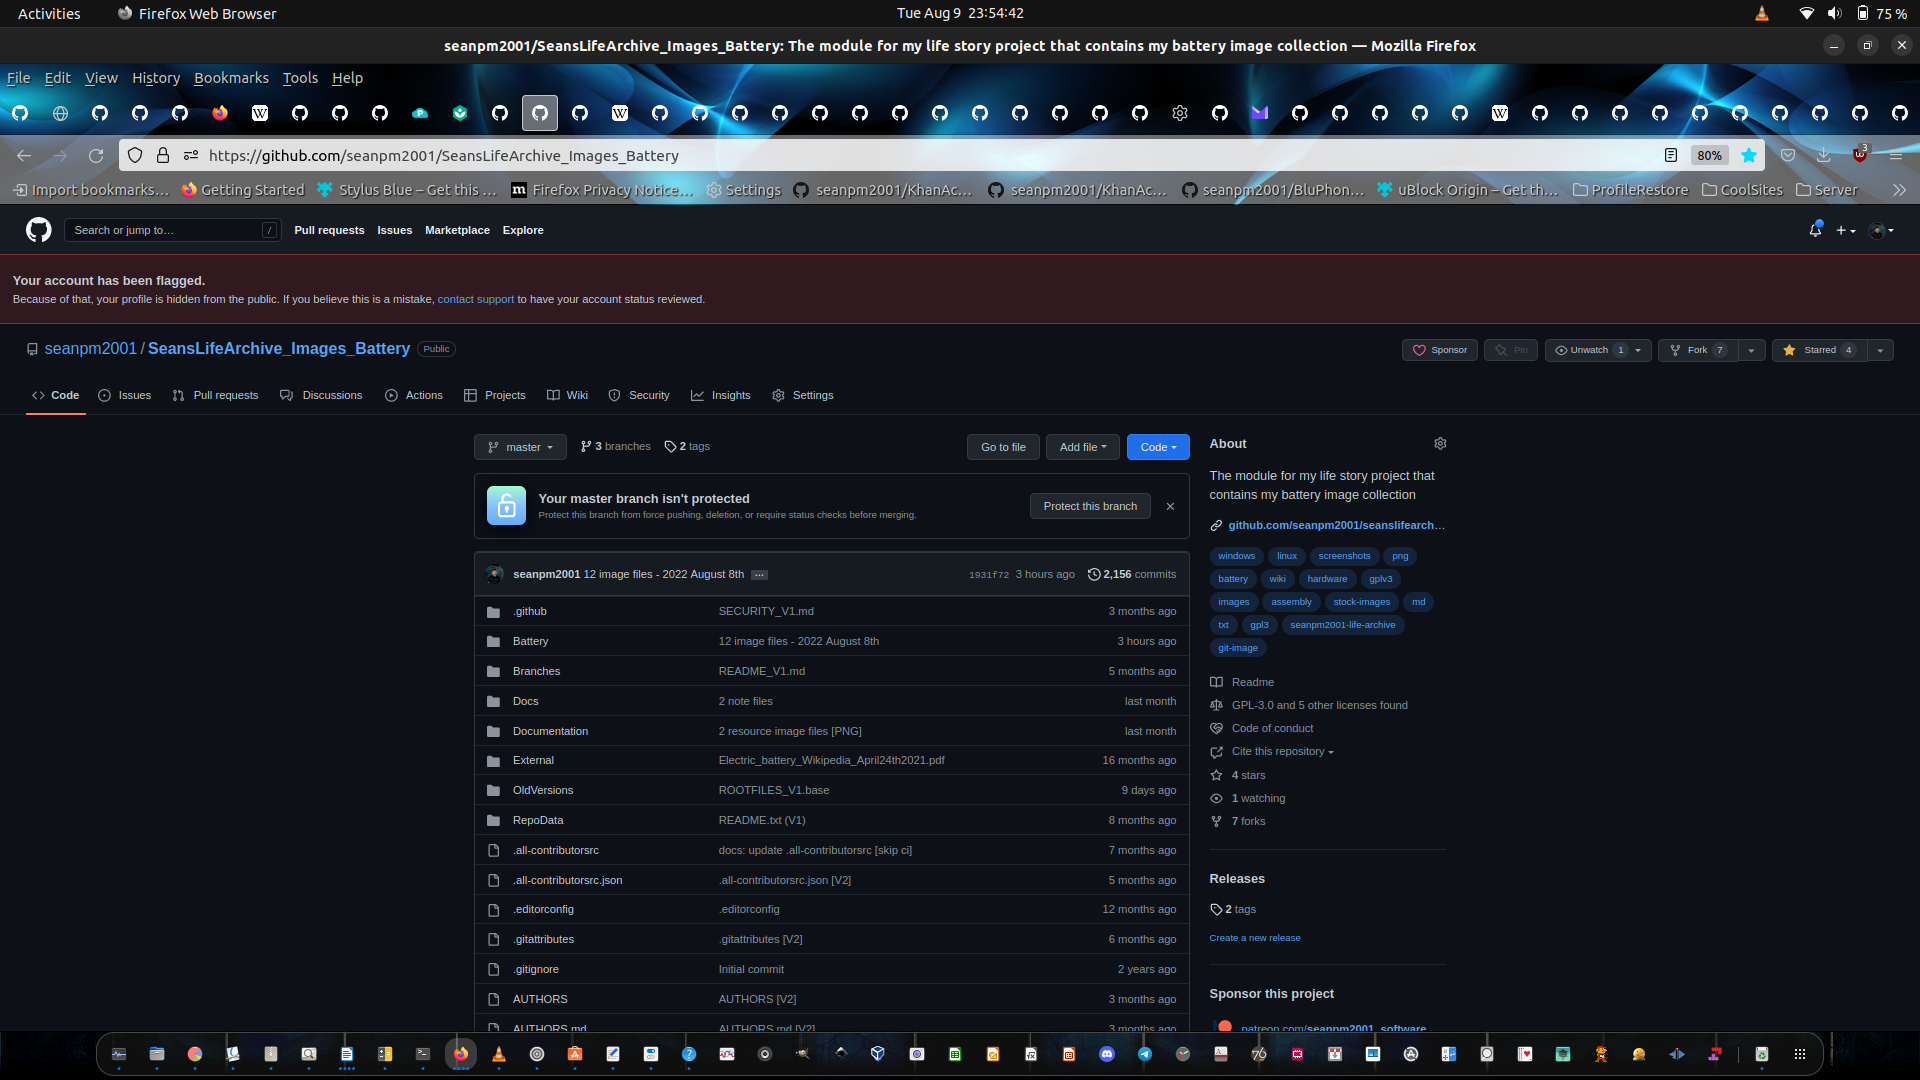 Activities Firefox Web Browser Tue Aug 9 23:54:42 75 %
seanpm2001/SeansLifeArchive_Images_Battery: The module for my life story project that contains my battery image collection — Mozilla Firefox
File Edit View History Bookmarks Tools Help
https://github.com/seanpm2001/SeansLifeArchive_Images_Battery 80% 3
Import bookmarks… Getting Started Stylus Blue – Get this … Firefox Privacy Notice… Settings seanpm2001/KhanAc… seanpm2001/KhanAc… seanpm2001/BluPhon… uBlock Origin – Get th… ProfileRestore CoolSites Server
Search or jump to… / Pull requests Issues Marketplace Explore
Your account has been flagged.
Because of that, your profile is hidden from the public. If you believe this is a mistake, contact support to have your account status reviewed.
seanpm2001 / SeansLifeArchive_Images_Battery Public Sponsor Pin Unwatch 1 Fork 7 Starred 4
Code Issues Pull requests Discussions Actions Projects Wiki Security Insights Settings
master 3 branches 2 tags Go to file Add file Code
Your master branch isn't protected
Protect this branch from force pushing, deletion, or require status checks before merging.
Protect this branch
seanpm2001 12 image files - 2022 August 8th … 1931f72 3 hours ago 2,156 commits
.github SECURITY_V1.md 3 months ago
Battery 12 image files - 2022 August 8th 3 hours ago
Branches README_V1.md 5 months ago
Docs 2 note files last month
Documentation 2 resource image files [PNG] last month
External Electric_battery_Wikipedia_April24th2021.pdf 16 months ago
OldVersions ROOTFILES_V1.base 9 days ago
RepoData README.txt (V1) 8 months ago
.all-contributorsrc docs: update .all-contributorsrc [skip ci] 7 months ago
.all-contributorsrc.json .all-contributorsrc.json [V2] 5 months ago
.editorconfig .editorconfig 12 months ago
.gitattributes .gitattributes [V2] 6 months ago
.gitignore Initial commit 2 years ago
AUTHORS AUTHORS [V2] 3 months ago
AUTHORS.md AUTHORS.md [V2] 3 months ago
About
The module for my life story project that
contains my battery image collection
github.com/seanpm2001/seanslifearch…
windows linux screenshots png
battery wiki hardware gplv3
images assembly stock-images md
txt gpl3 seanpm2001-life-archive
git-image
Readme
GPL-3.0 and 5 other licenses found
Code of conduct
Cite this repository
4 stars
1 watching
7 forks
Releases
2 tags
Create a new release
Sponsor this project
patreon.com/seanpm2001_software